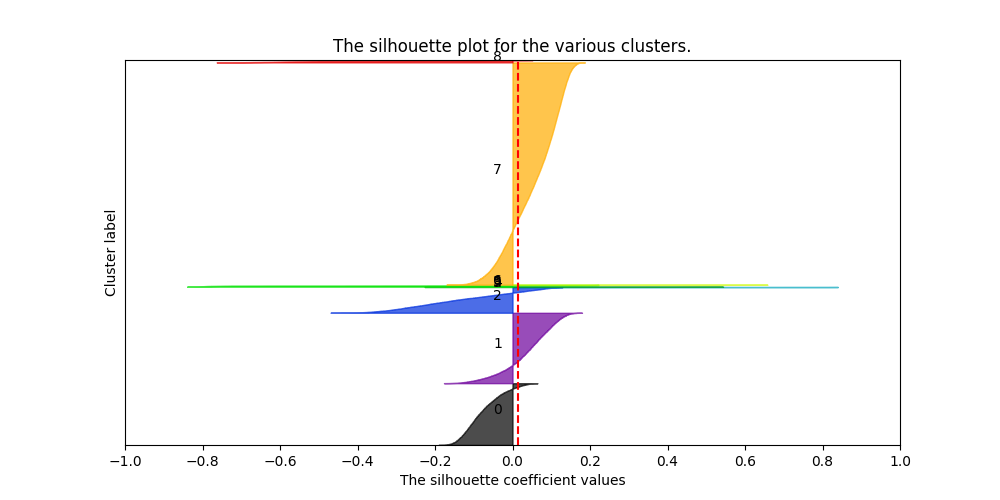 The silhouette plot for the various clusters.
8
7
2
1
0
Cluster label
−1.0 −0.8 −0.6 −0.4 −0.2 0.0 0.2 0.4 0.6 0.8 1.0
The silhouette coefficient values